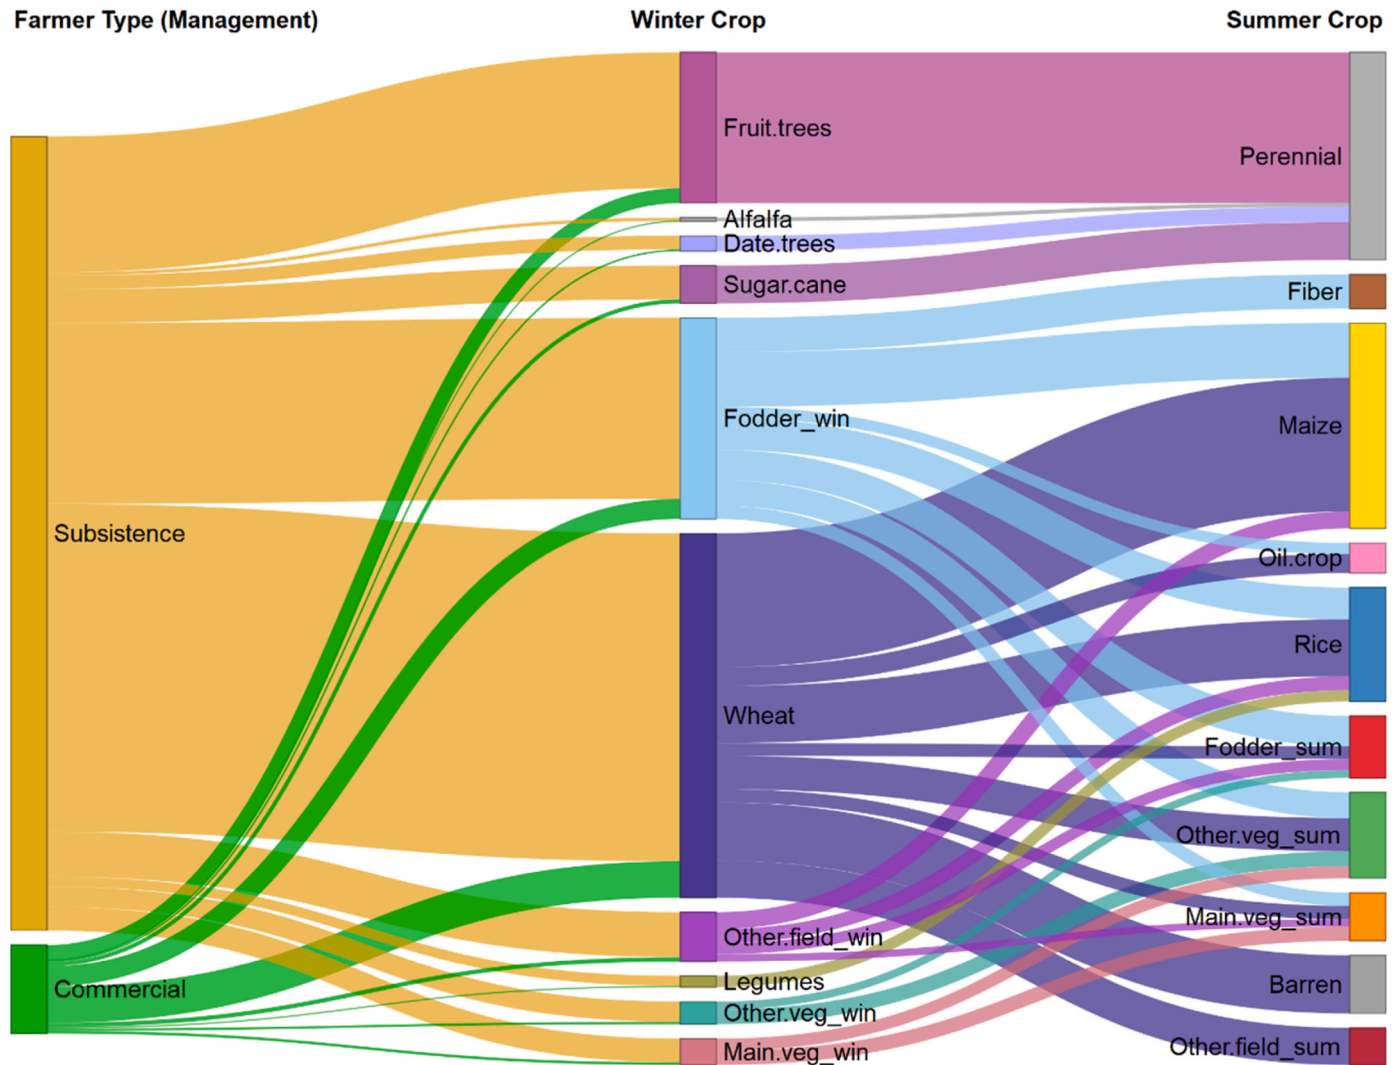 Farmer Type (Management)
Winter Crop
Summer Crop
Subsistence
Commercial
Fruit.trees
Alfalfa
Date.trees
Sugar.cane
Fodder_win
Wheat
Other.field_win
Legumes
Other.veg_win
Main.veg_win
Perennial
Fiber
Maize
Oil.crop
Rice
Fodder_sum
Other.veg_sum
Main.veg_sum
Barren
Other.field_sum